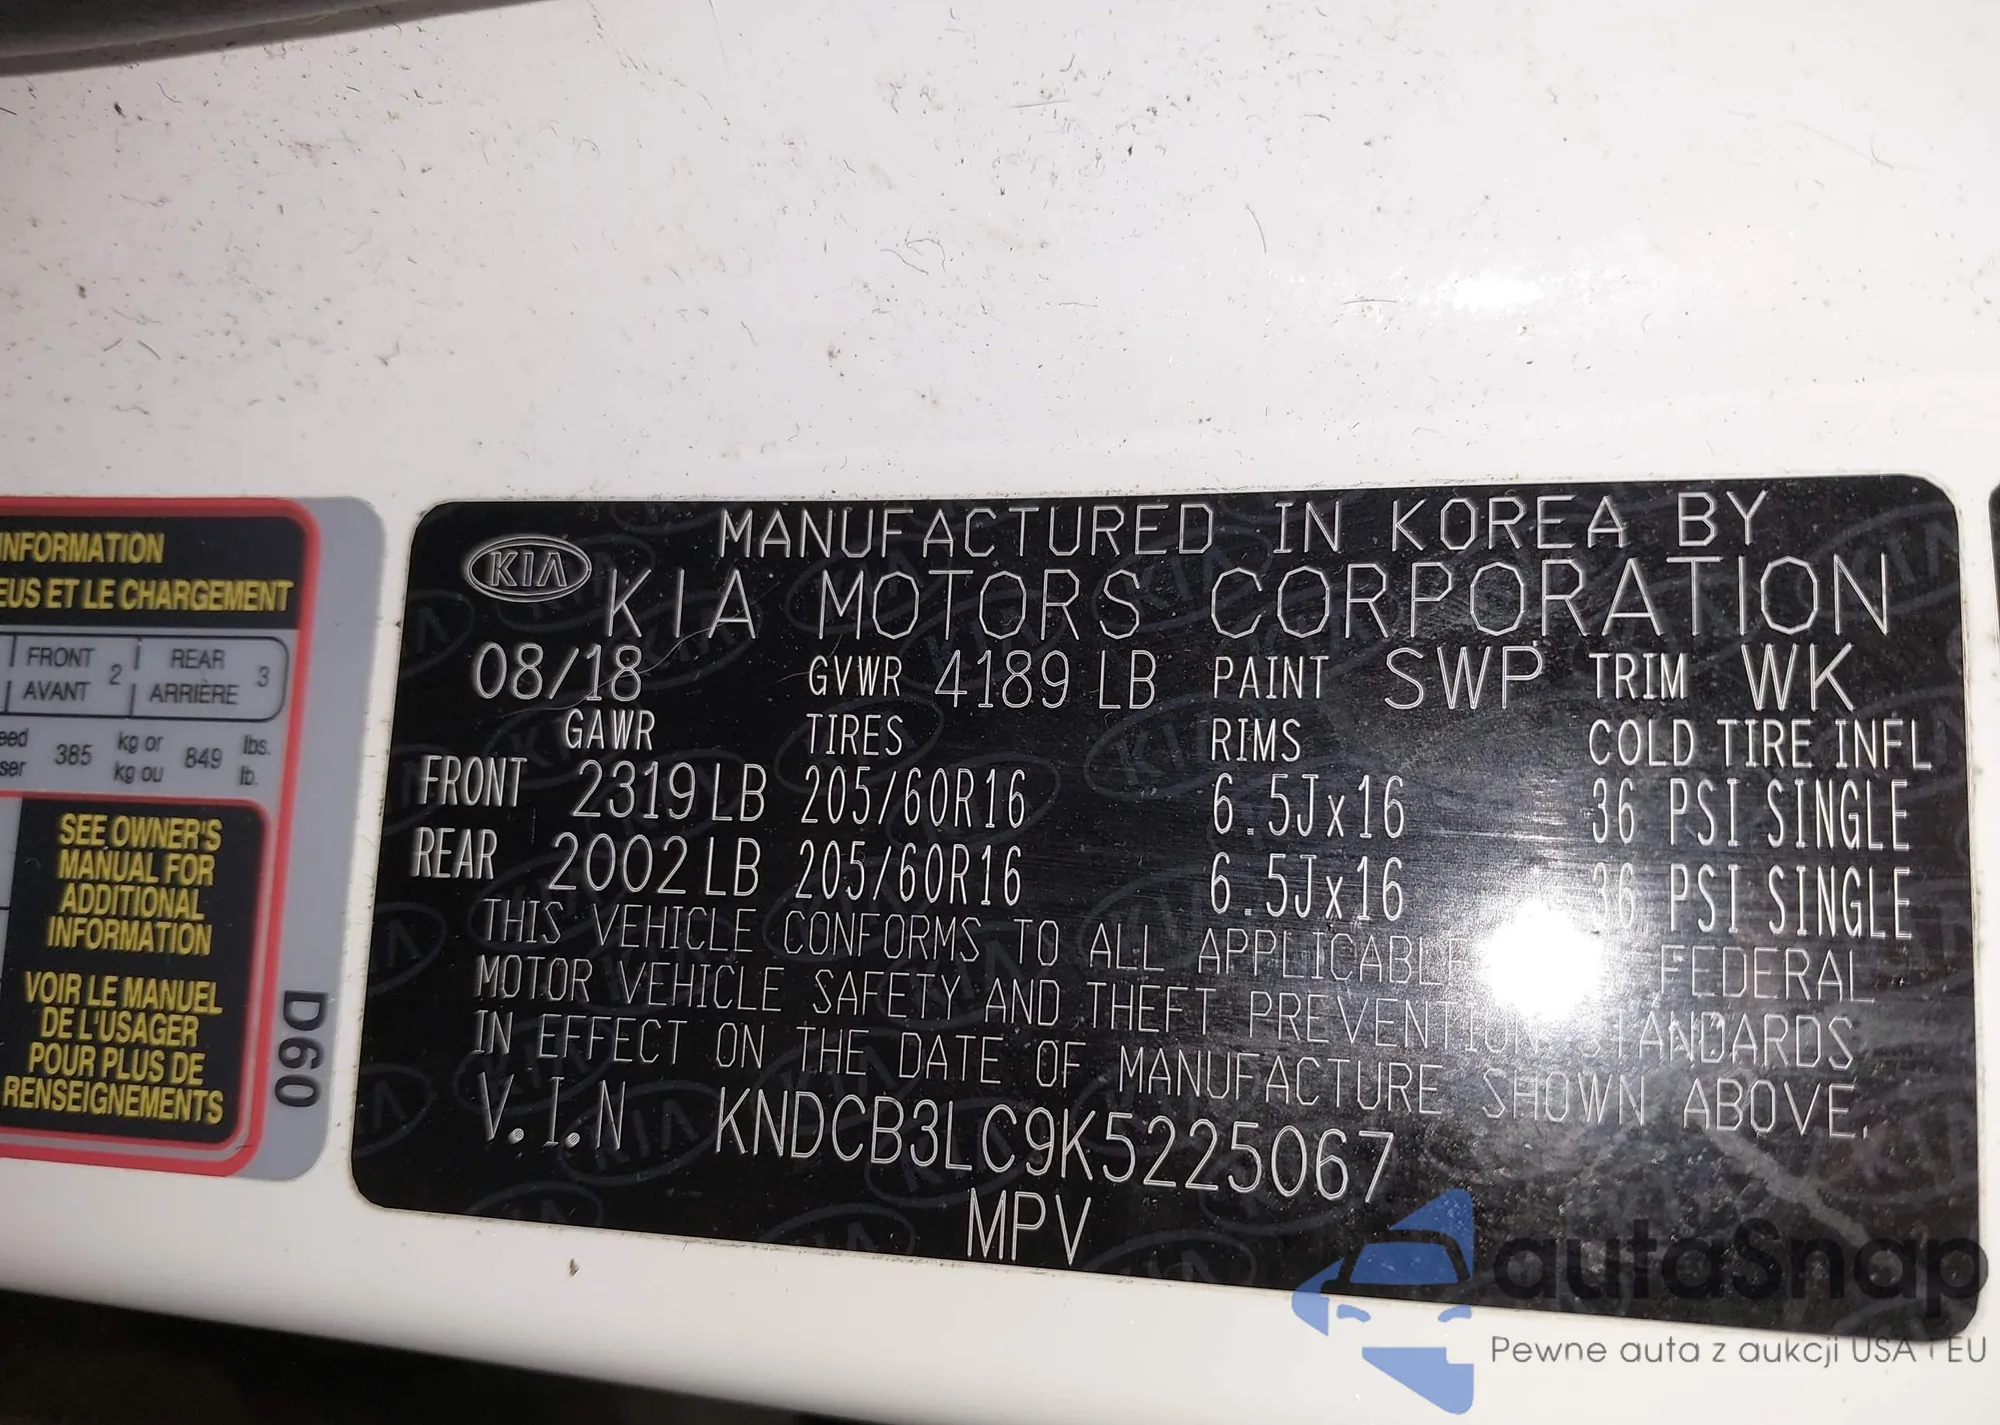 INFORMATION
EUS ET LE CHARGEMENT
FRONT 2 REAR 3
AVANT ARRIÈRE
385 kg or 849 lbs.
kg ou lb.
SEE OWNER'S
MANUAL FOR
ADDITIONAL
INFORMATION
VOIR LE MANUEL
DE L'USAGER
POUR PLUS DE
RENSEIGNEMENTS
D60
MANUFACTURED IN KOREA BY
KIA KIA MOTORS CORPORATION
08/18 GVWR 4189 LB PAINT SWP TRIM WK
GAWR TIRES RIMS COLD TIRE INFL
FRONT 2319 LB 205/60R16 6.5Jx16 36 PSI SINGLE
REAR 2002 LB 205/60R16 6.5Jx16 36 PSI SINGLE
THIS VEHICLE CONFORMS TO ALL APPLICABLE FEDERAL
MOTOR VEHICLE SAFETY AND THEFT PREVENTION STANDARDS
IN EFFECT ON THE DATE OF MANUFACTURE SHOWN ABOVE.
V.I.N KNDCB3LC9K5225067
MPV
autaSnap
Pewne auta z aukcji USA i EU